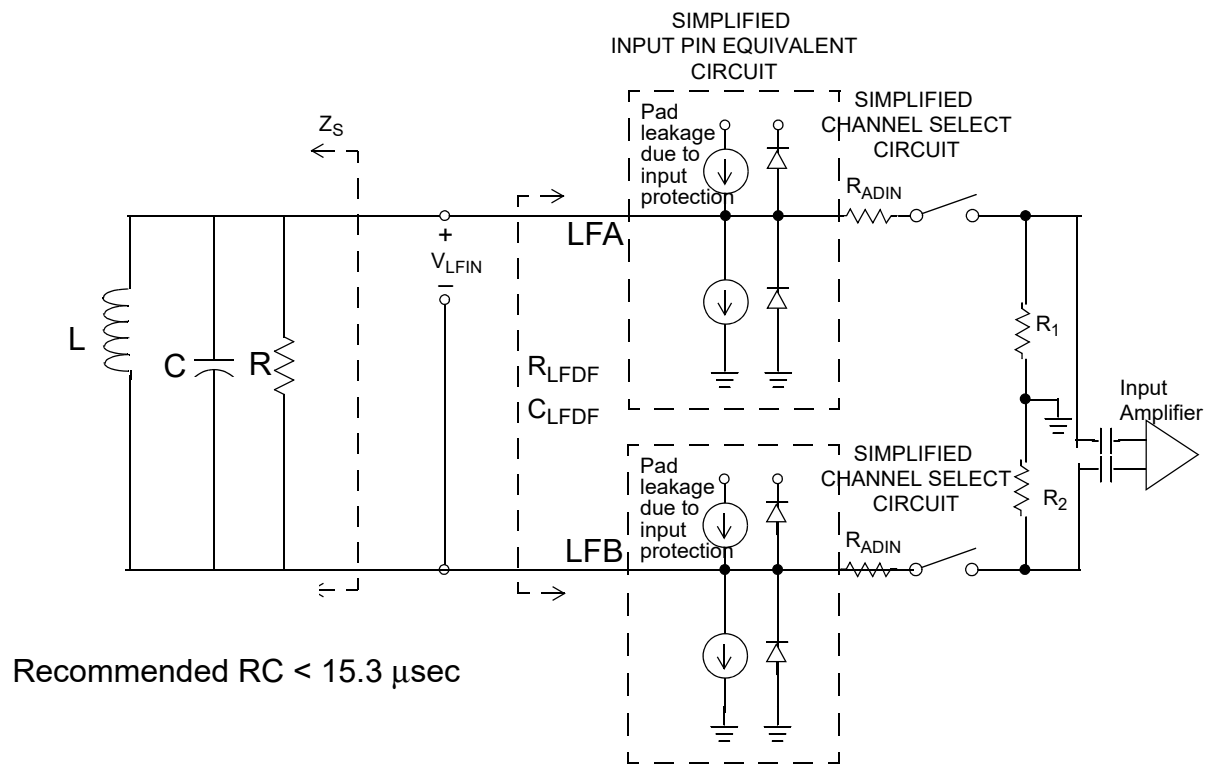 SIMPLIFIED
INPUT PIN EQUIVALENT
CIRCUIT
Pad
leakage
due to
input
protection
SIMPLIFIED
CHANNEL SELECT
CIRCUIT
Z_S
R_ADIN
LFA
+
V_LFIN
–
L
C
R
R_LFDF
C_LFDF
R_1
Input
Amplifier
Pad
leakage
due to
input
protection
SIMPLIFIED
CHANNEL SELECT
CIRCUIT
R_2
LFB
R_ADIN
Recommended RC < 15.3 μsec